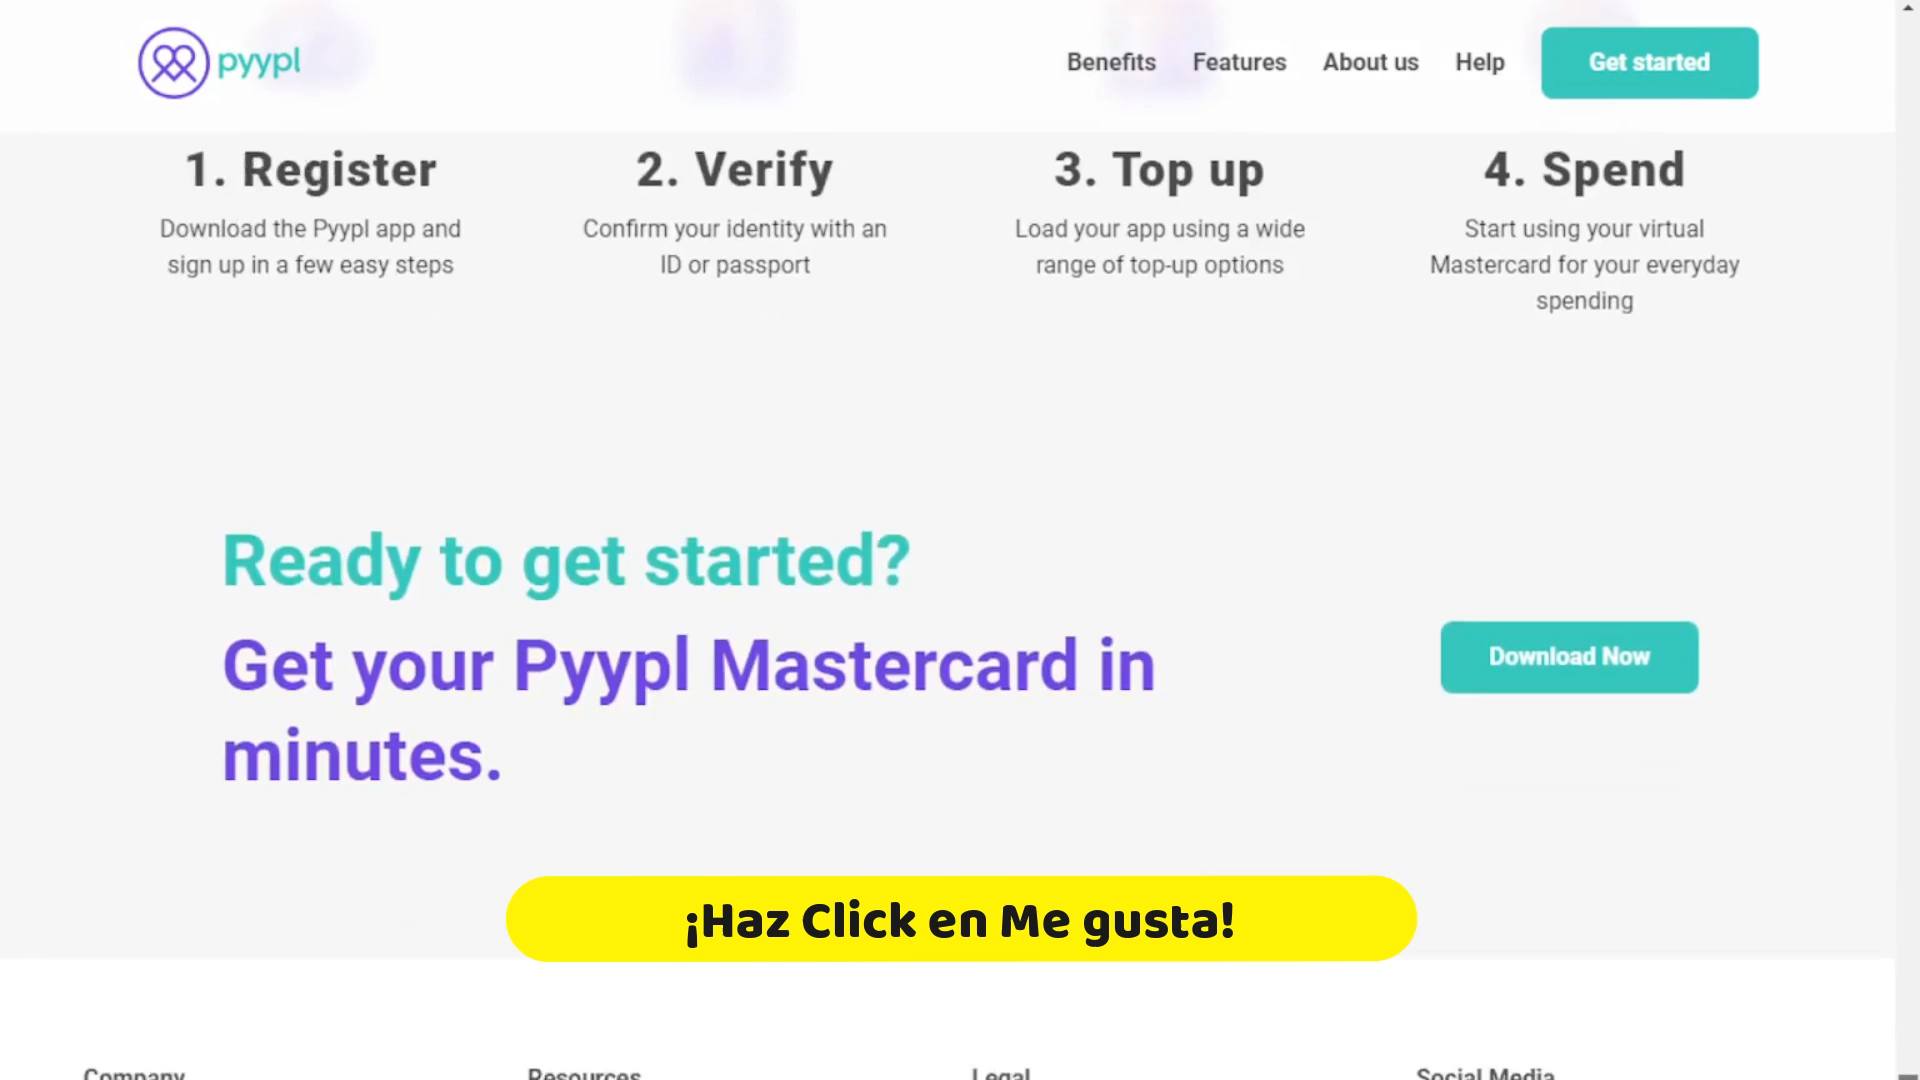 pyypl
Benefits
Features
About us
Help
Get started
1. Register
Download the Pyypl app and
sign up in a few easy steps
2. Verify
Confirm your identity with an
ID or passport
3. Top up
Load your app using a wide
range of top-up options
4. Spend
Start using your virtual
Mastercard for your everyday
spending
Ready to get started?
Get your Pyypl Mastercard in
minutes.
Download Now
¡Haz Click en Me gusta!
Company
Resources
Legal
Social Media